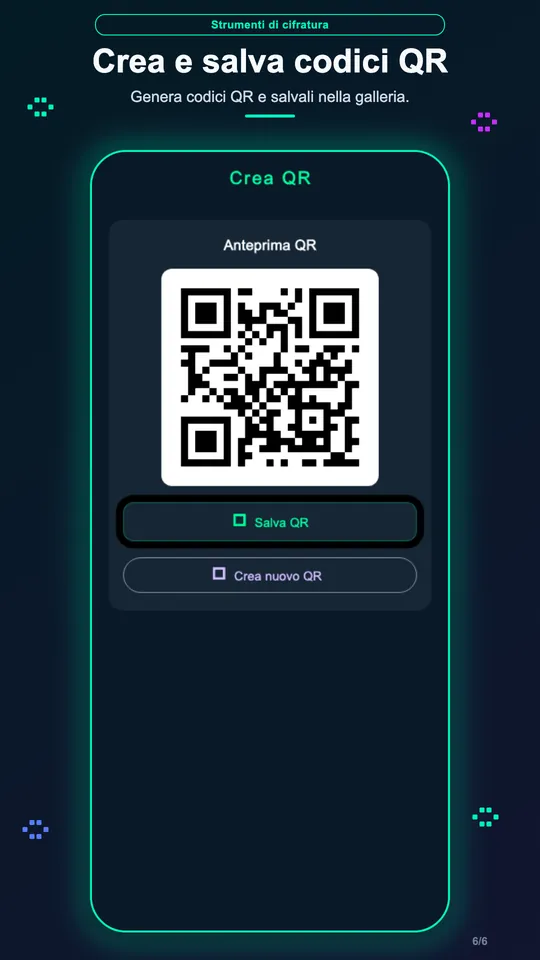 Strumenti di cifratura
Crea e salva codici QR
Genera codici QR e salvali nella galleria.
Crea QR
Anteprima QR
Salva QR
Crea nuovo QR
6/6